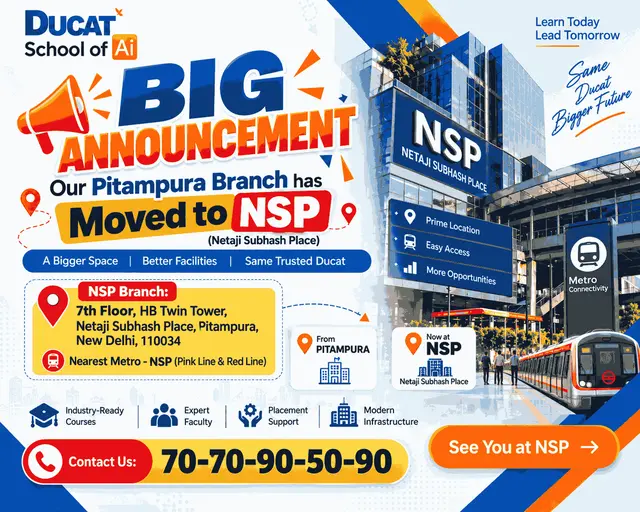 DUCAT
School of Ai
Learn Today
Lead Tomorrow
Same
Ducat
Bigger Future
BIG
ANNOUNCEMENT
Our Pitampura Branch has
Moved to NSP
(Netaji Subhash Place)
A Bigger Space | Better Facilities | Same Trusted Ducat
NSP
NETAJI SUBHASH PLACE
Prime Location
Easy Access
More Opportunities
Metro
Connectivity
NSP Branch:
7th Floor, HB Twin Tower,
Netaji Subhash Place, Pitampura,
New Delhi, 110034
Nearest Metro - NSP (Pink Line & Red Line)
From
PITAMPURA
Now at
NSP
Netaji Subhash Place
Industry-Ready
Courses
Expert
Faculty
Placement
Support
Modern
Infrastructure
Contact Us: 70-70-90-50-90
See You at NSP →